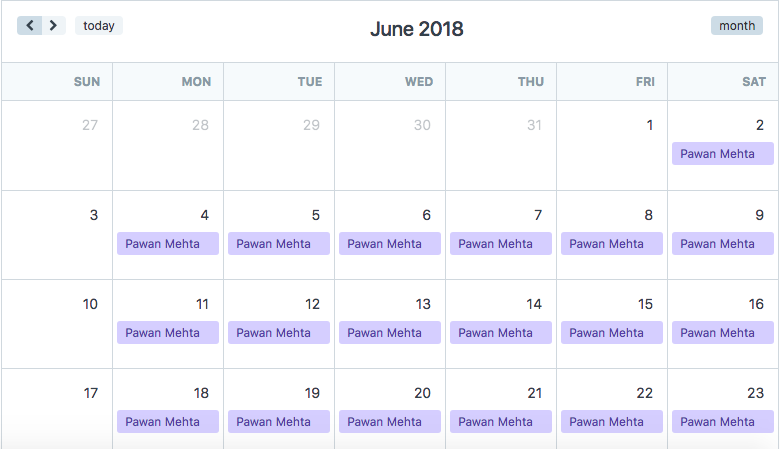 today June 2018 month
SUN MON TUE WED THU FRI SAT
27 28 29 30 31 1 2
Pawan Mehta
3 4 5 6 7 8 9
Pawan Mehta Pawan Mehta Pawan Mehta Pawan Mehta Pawan Mehta Pawan Mehta
10 11 12 13 14 15 16
Pawan Mehta Pawan Mehta Pawan Mehta Pawan Mehta Pawan Mehta Pawan Mehta
17 18 19 20 21 22 23
Pawan Mehta Pawan Mehta Pawan Mehta Pawan Mehta Pawan Mehta Pawan Mehta